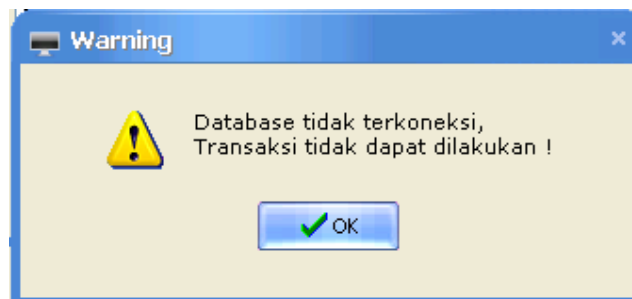 Warning
Database tidak terkoneksi,
Transaksi tidak dapat dilakukan !
OK